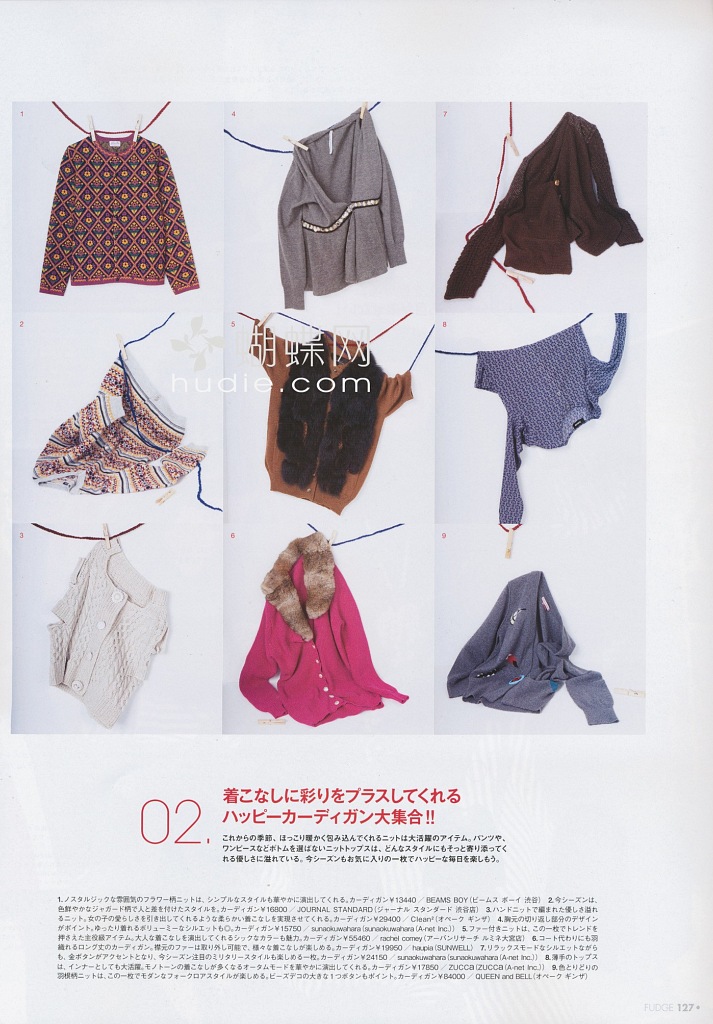 1
4
7
2
5
8
蝴蝶网
hudie.com
3
6
9
02.
着こなしに彩りをプラスしてくれる
ハッピーカーディガン大集合!!
これからの季節、ほっこり暖かく包み込んでくれるニットは大活躍のアイテム。パンツや、
ワンピースなどボトムを選ばないニットトップスは、どんなスタイルにもそっと寄り添ってく
れる優しさに溢れている。今シーズンもお気に入りの一枚でハッピーな毎日を楽しもう。
1.ノスタルジックな雰囲気のフラワー柄ニットは、シンプルなスタイルも華やかに演出してくれる。カーディガン¥13440/BEAMS BOY(ビームス ボーイ 渋谷) 2.今シーズンは、
色鮮やかなジャガード柄で人と差を付けたスタイルを。カーディガン¥16800/JOURNAL STANDARD(ジャーナル スタンダード 渋谷店) 3.ハンドニットで編まれた優しさ溢れ
るニット。女の子の愛らしさを引き出してくれるような柔らかい着こなしを実現させてくれる。カーディガン¥29400/Clean²(オペーク ギンザ) 4.胸元の切り返し部分のデザイン
がポイント。ゆったり着れるボリューミーなシルエットも◎。カーディガン¥15750/sunaokuwahara(sunaokuwahara(A-net Inc.)) 5.ファー付きニットは、この一枚でトレンドを
押さえた主役級アイテム。大人な着こなしを演出してくれるシックなカラーも魅力。カーディガン¥55460/rachel comey(アーバンリサーチ ルミネ大宮店) 6.コート代わりにも羽
織れるロング丈のカーディガン。襟元のファーは取り外し可能で、様々な着こなしが楽しめる。カーディガン¥19950/haupia(SUNWELL) 7.リラックスモードなシルエットながら
も、金ボタンがアクセントとなり、今シーズン注目のミリタリースタイルも楽しめる一枚。カーディガン¥24150/sunaokuwahara(sunaokuwahara(A-net Inc.)) 8.薄手のトップス
は、インナーとしても大活躍。モノトーンの着こなしが多くなるオータムモードを華やかに演出してくれる。カーディガン¥17850/ZUCCa(ZUCCa(A-net Inc.)) 9.色とりどりの
羽根柄ニットは、この一枚でモダンなフォークロアスタイルが楽しめる。ビーズデコの大きな1つボタンもポイント。カーディガン¥84000/QUEEN and BELL(オペーク ギンザ)
FUDGE 127